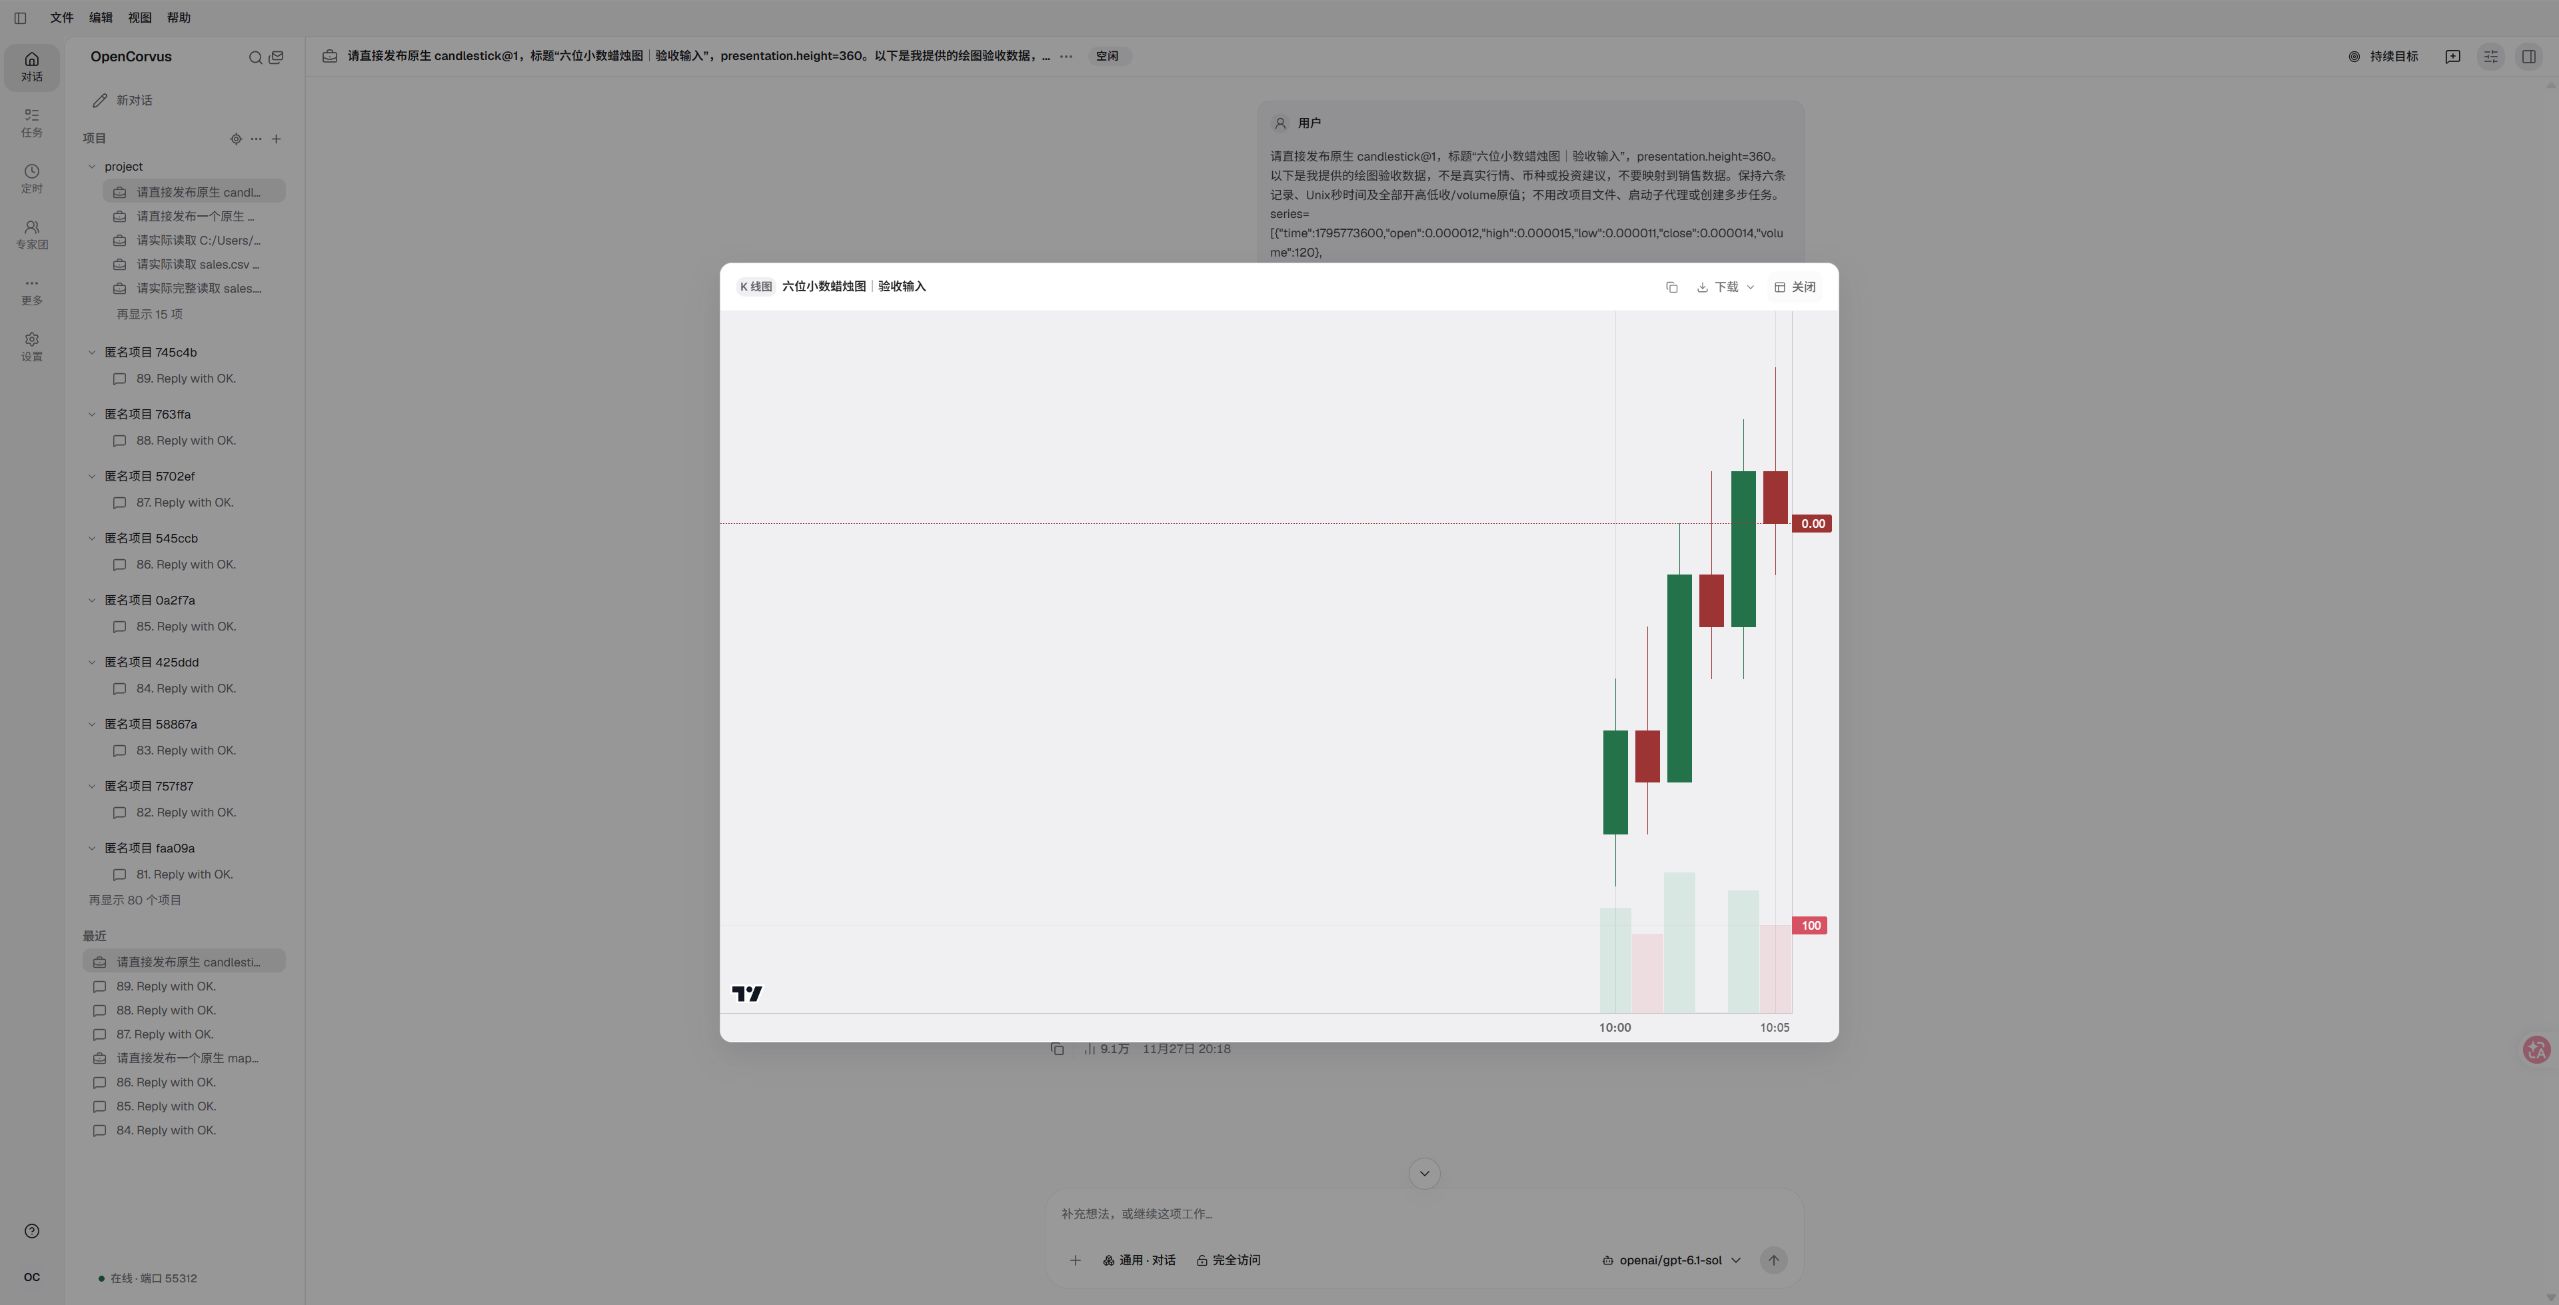 文件 编辑 视图 帮助
对话
任务
定时
专家团
更多
设置
OC
OpenCorvus
新对话
项目
project
请直接发布原生 candl...
请直接发布一个原生 ...
请实际读取 C:/Users/...
请实际读取 sales.csv ...
请实际完整读取 sales....
再显示 15 项
匿名项目 745c4b
89. Reply with OK.
匿名项目 763ffa
88. Reply with OK.
匿名项目 5702ef
87. Reply with OK.
匿名项目 545ccb
86. Reply with OK.
匿名项目 0a2f7a
85. Reply with OK.
匿名项目 425ddd
84. Reply with OK.
匿名项目 58867a
83. Reply with OK.
匿名项目 757f87
82. Reply with OK.
匿名项目 faa09a
81. Reply with OK.
再显示 80 个项目
最近
请直接发布原生 candlesti...
89. Reply with OK.
88. Reply with OK.
87. Reply with OK.
请直接发布一个原生 map...
86. Reply with OK.
85. Reply with OK.
84. Reply with OK.
在线 · 端口 55312
请直接发布原生 candlestick@1，标题“六位小数蜡烛图｜验收输入”，presentation.height=360。以下是我提供的绘图验收数据，... ... 空闲
持续目标
用户
请直接发布原生 candlestick@1，标题“六位小数蜡烛图｜验收输入”，presentation.height=360。
以下是我提供的绘图验收数据，不是真实行情、币种或投资建议，不要映射到销售数据。保持六条
记录、Unix秒时间及全部开高低收/volume原值；不用改项目文件、启动子代理或创建多步任务。
series=
[{"time":1795773600,"open":0.000012,"high":0.000015,"low":0.000011,"close":0.000014,"volu
me":120},
K 线图 六位小数蜡烛图｜验收输入
下载
关闭
0.00
100
10:00 10:05
9.1万 11月27日 20:18
补充想法，或继续这项工作...
通用 · 对话 完全访问
openai/gpt-6.1-sol